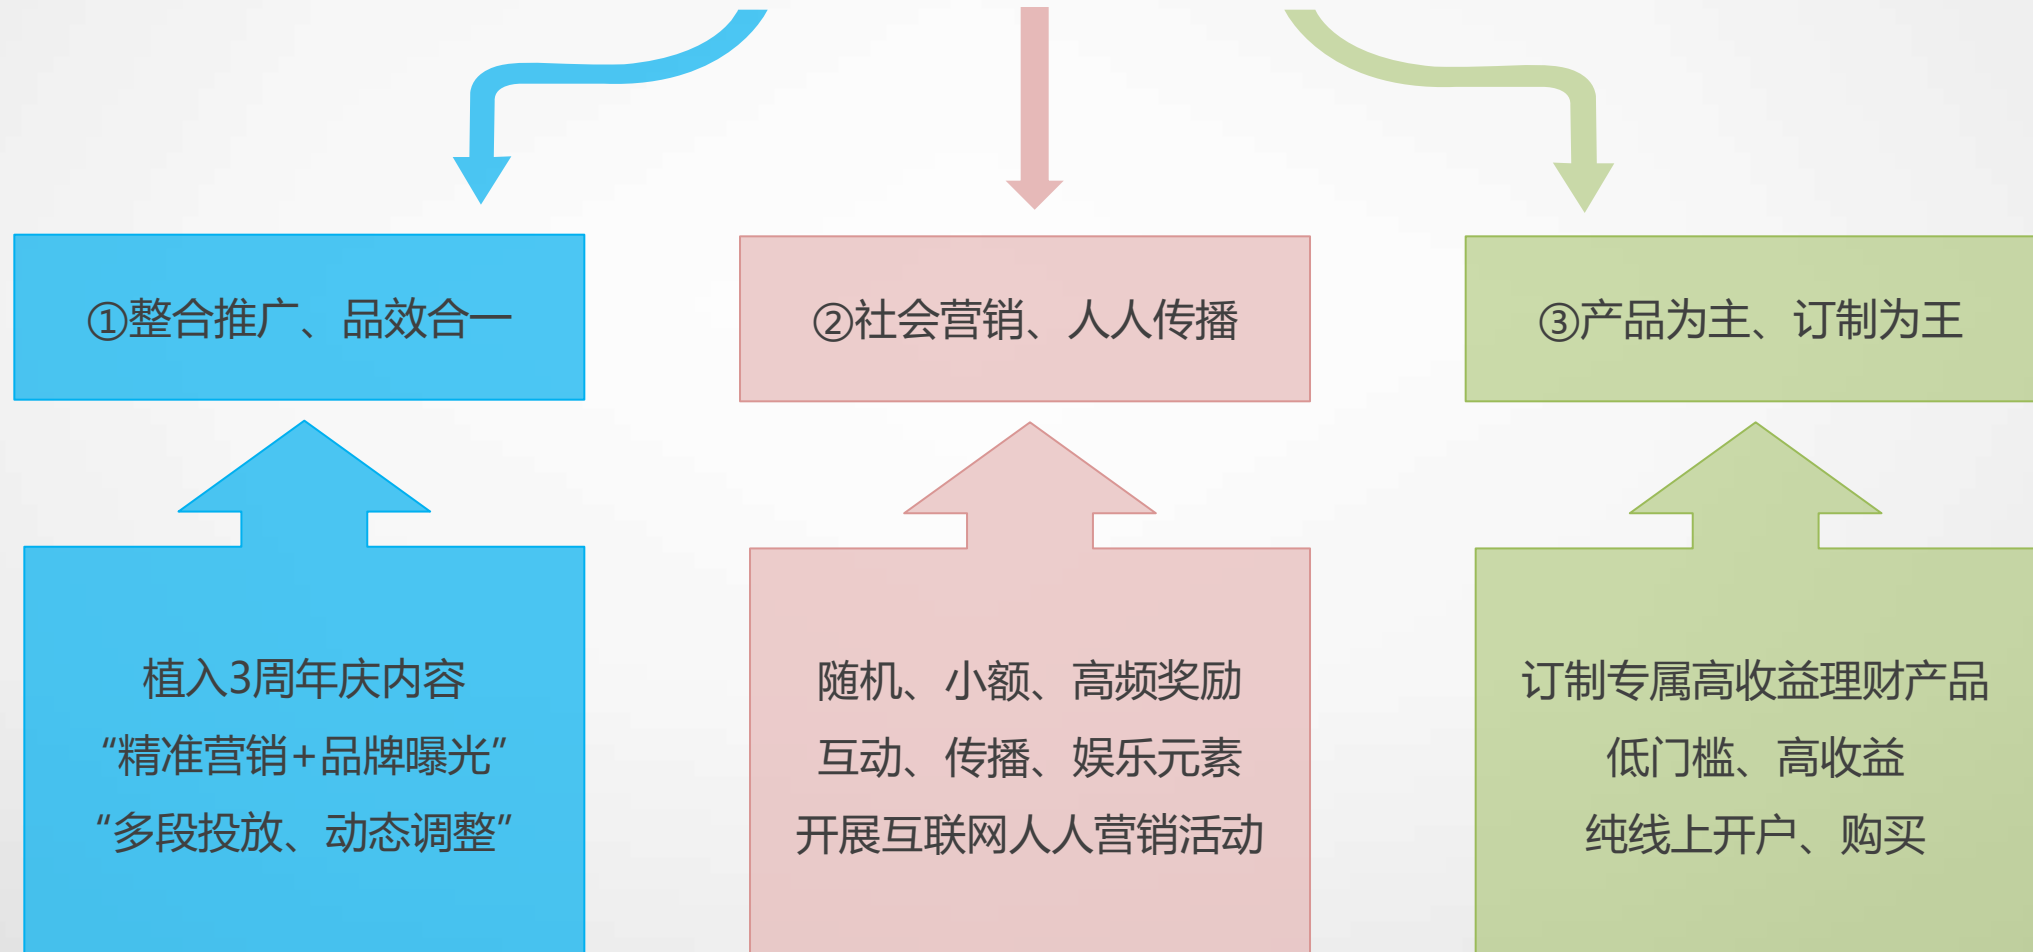 ①整合推广、品效合一
②社会营销、人人传播
③产品为主、订制为王
植入3周年庆内容
“精准营销+品牌曝光”
“多段投放、动态调整”
随机、小额、高频奖励
互动、传播、娱乐元素
开展互联网人人营销活动
订制专属高收益理财产品
低门槛、高收益
纯线上开户、购买